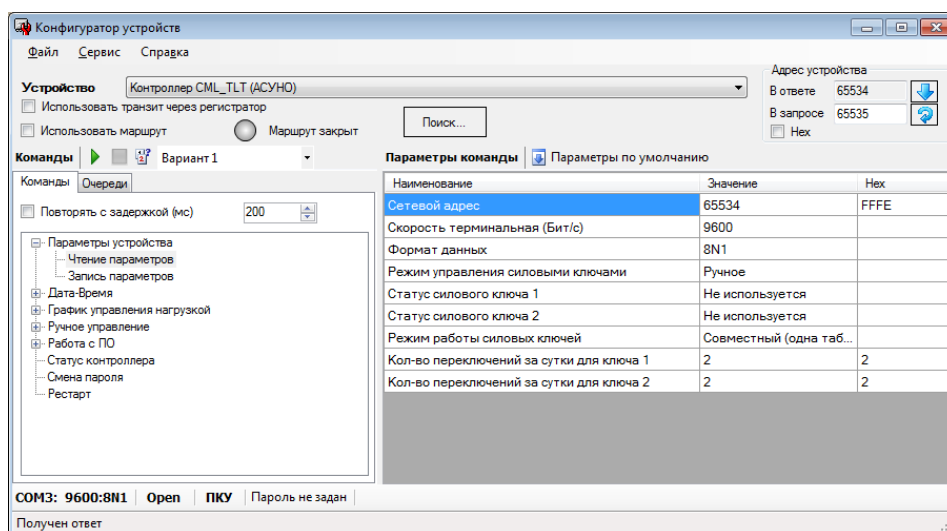 Конфигуратор устройств
Файл Сервис Справка
Устройство Контроллер CML_TLT (АСУНО)
Адрес устройства
В ответе 65534
Использовать транзит через регистратор
В запросе 65535
Использовать маршрут Маршрут закрыт Поиск...
Hex
Команды Вариант 1 Параметры команды Параметры по умолчанию
Команды Очереди
Повторять с задержкой (мс) 200
Параметры устройства
Чтение параметров
Запись параметров
Дата-Время
График управления нагрузкой
Ручное управление
Работа с ПО
Статус контроллера
Смена пароля
Рестарт
Наименование Значение Hex
Сетевой адрес 65534 FFFE
Скорость терминальная (Бит/с) 9600
Формат данных 8N1
Режим управления силовыми ключами Ручное
Статус силового ключа 1 Не используется
Статус силового ключа 2 Не используется
Режим работы силовых ключей Совместный (одна таб...
Кол-во переключений за сутки для ключа 1 2 2
Кол-во переключений за сутки для ключа 2 2 2
COM3: 9600:8N1 Open ПКУ Пароль не задан
Получен ответ